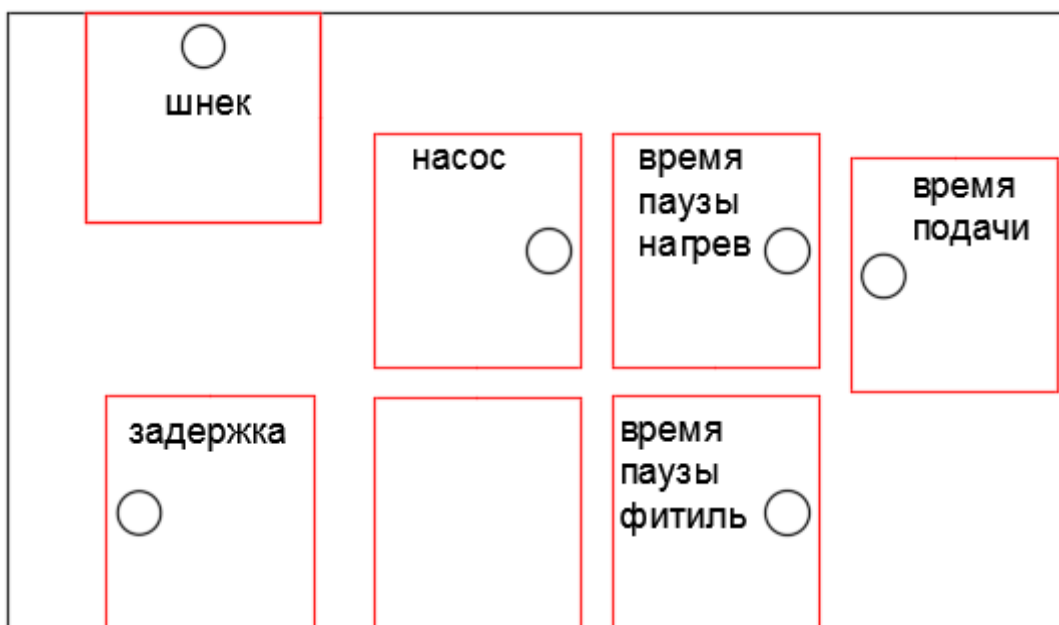 шнек
насос
время
паузы
нагрев
время
подачи
задержка
время
паузы
фитиль